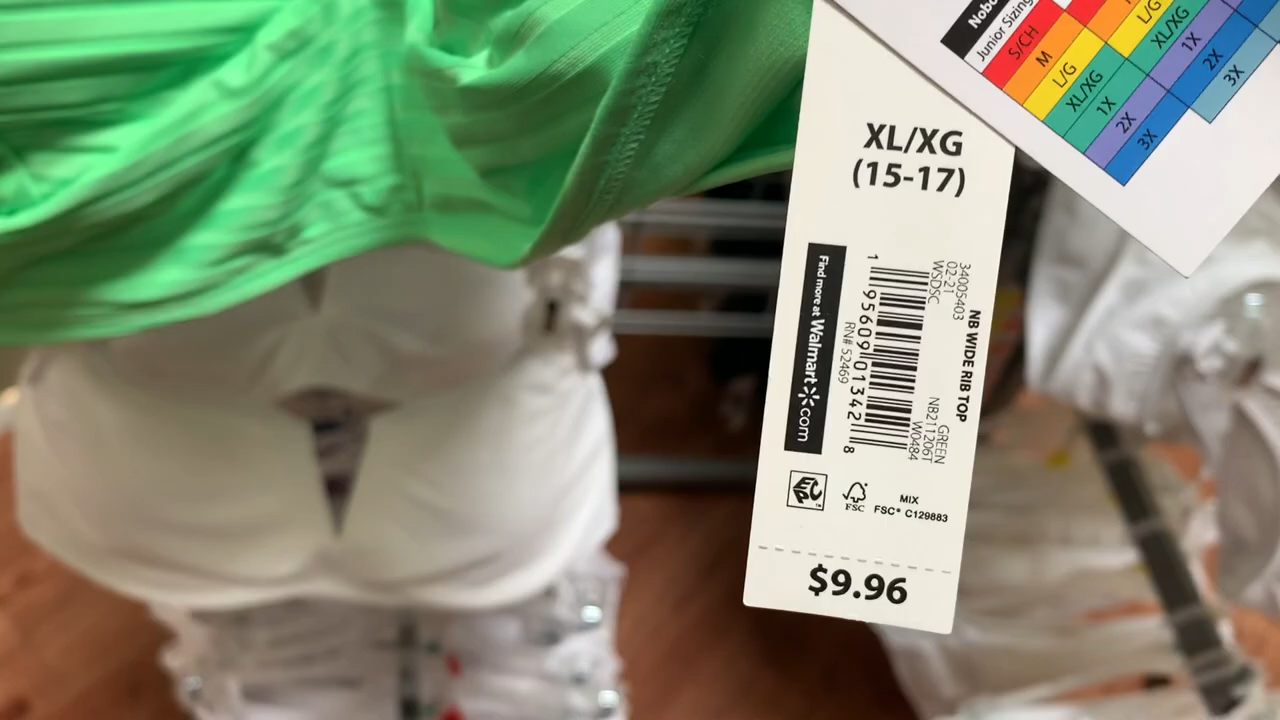 Junior Sizing
S/CH
M
L/G
L/G
XL/XG
XL/XG
1X
1X
2X
2X
3X
3X
XL/XG
(15-17)
Find more at Walmart.com
1 95609 01342 8
RN# 52469
34005403
02-21
WSDSC
NB WIDE RIB TOP
GREEN
NB211206T
W0484
FSC
MIX
FSC® C129883
$9.96